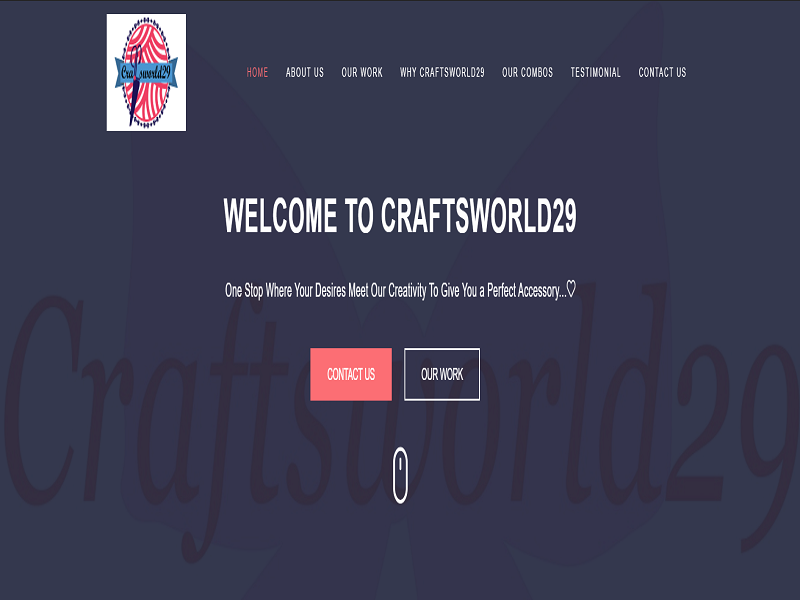 Craftsworld29
HOME ABOUT US OUR WORK WHY CRAFTSWORLD29 OUR COMBOS TESTIMONIAL CONTACT US
WELCOME TO CRAFTSWORLD29
One Stop Where Your Desires Meet Our Creativity To Give You a Perfect Accessory...♡
CONTACT US OUR WORK
Craftsworld29